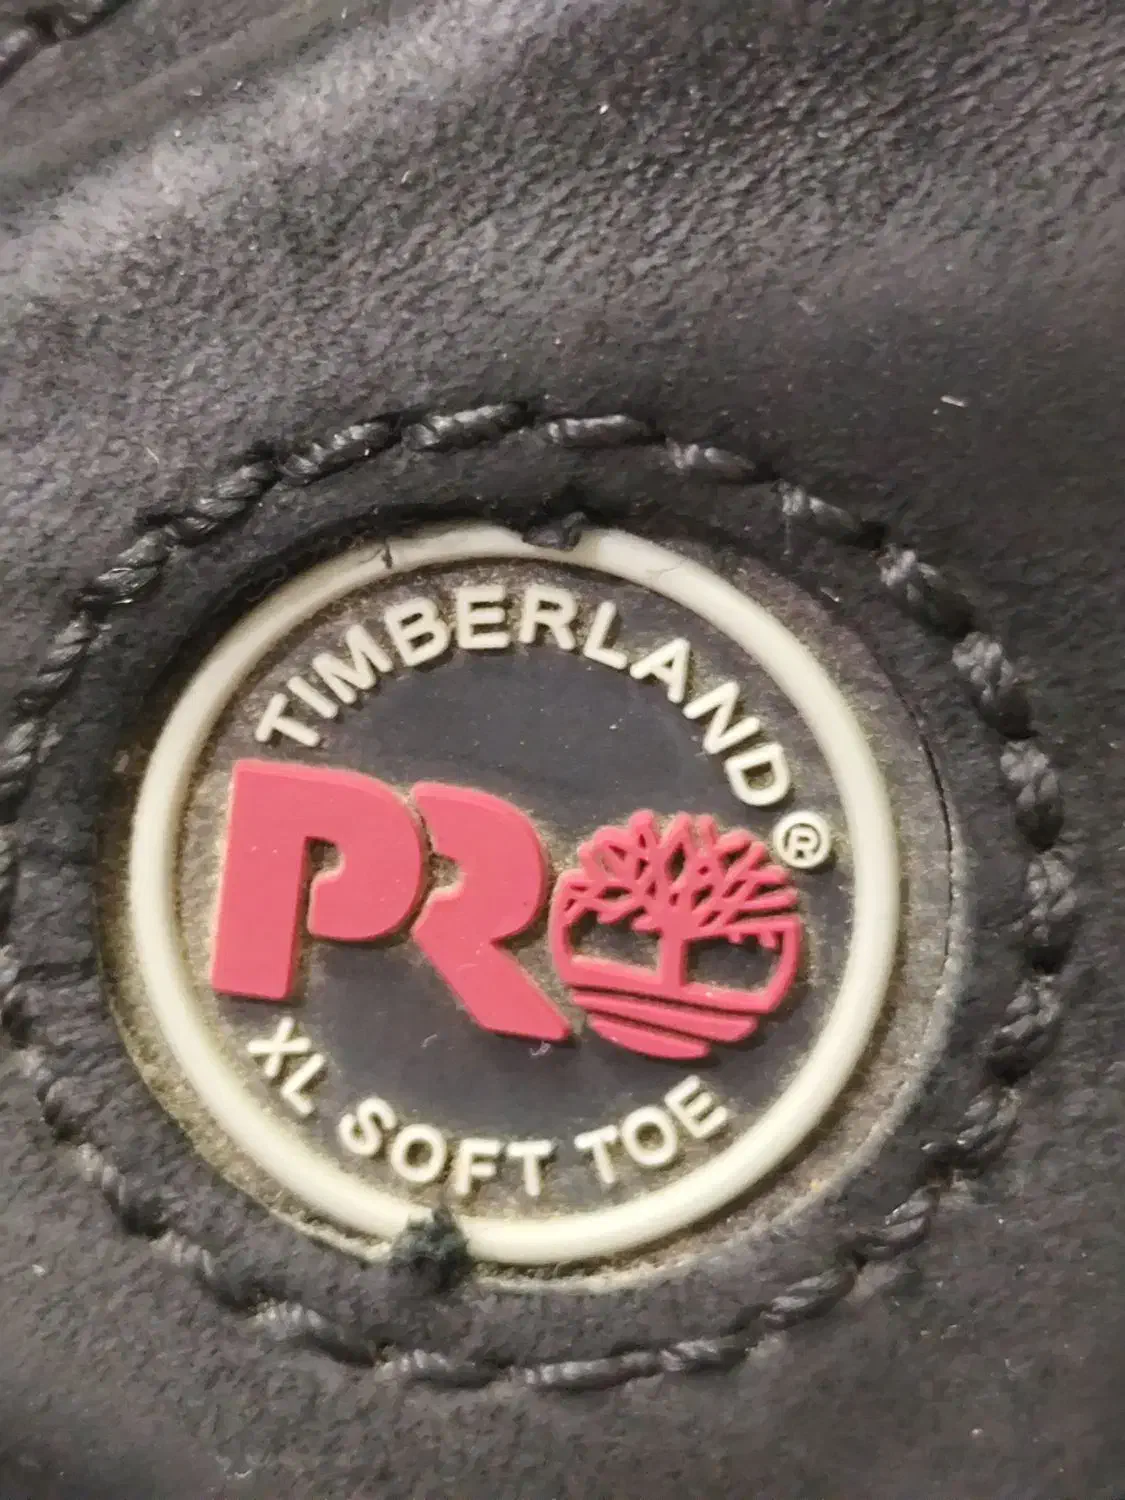 TIMBERLAND®
PRO
XL SOFT TOE